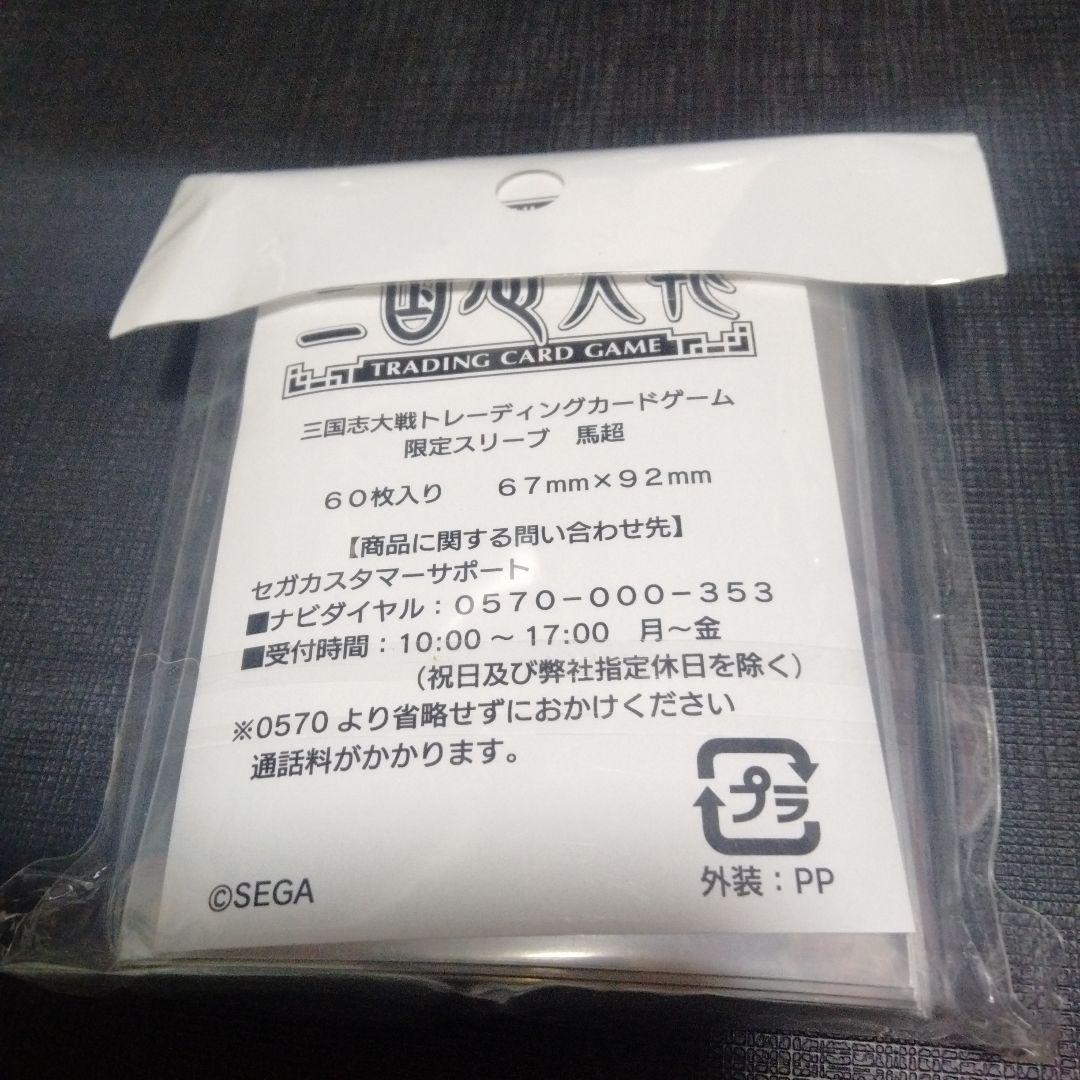 三国志大戦
TRADING CARD GAME
三国志大戦トレーディングカードゲーム
限定スリーブ 馬超
60枚入り 67mm×92mm
【商品に関する問い合わせ先】
セガカスタマーサポート
■ナビダイヤル：0570-000-353
■受付時間：10:00～17:00 月～金
(祝日及び弊社指定休日を除く)
※0570より省略せずにおかけください
通話料がかかります。
プラ
外装：PP
©SEGA